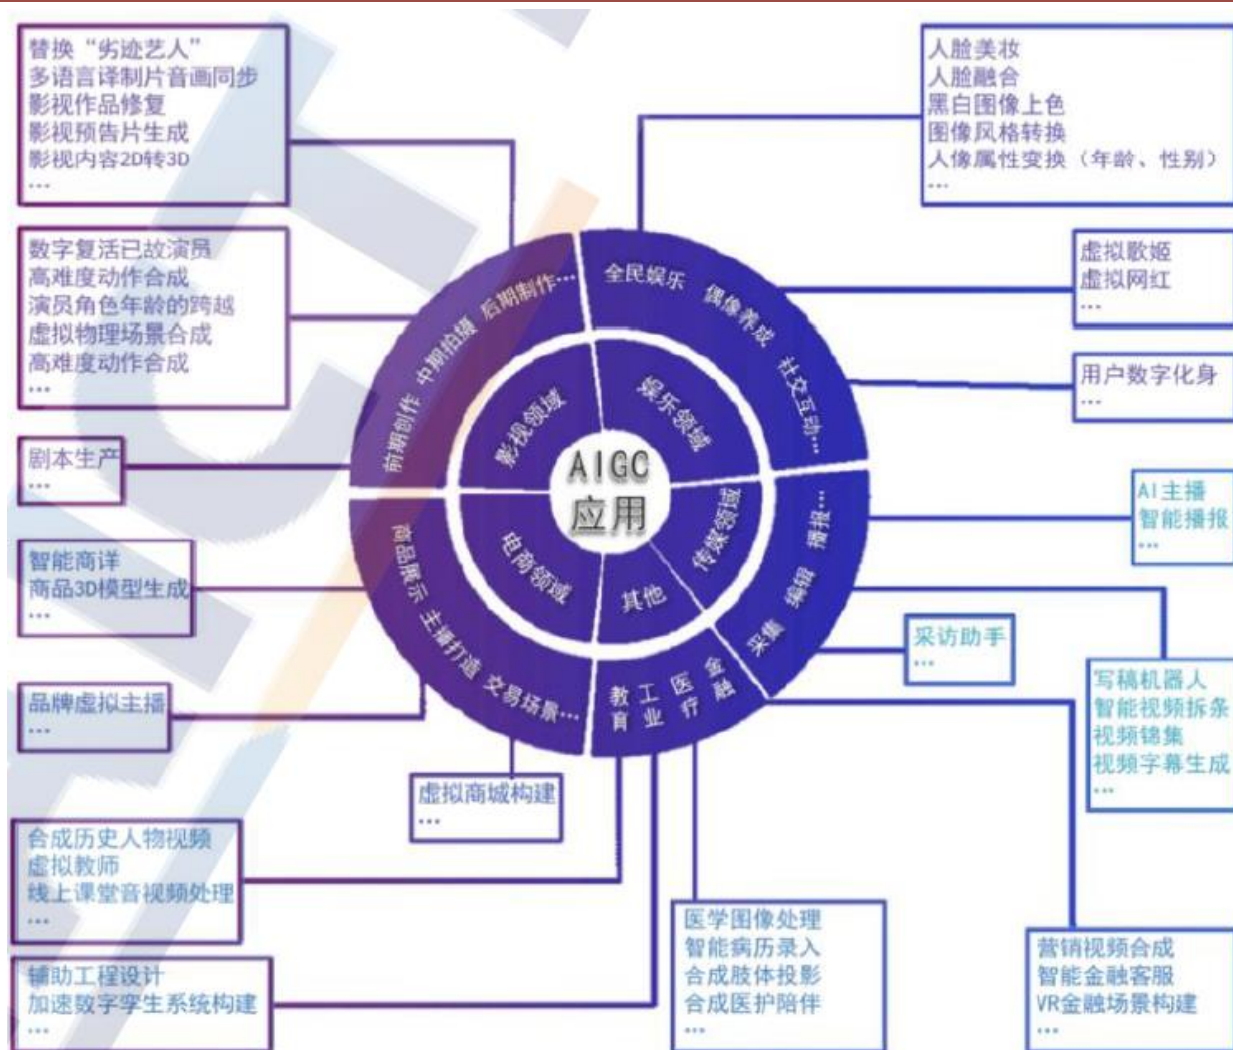 替换“劣迹艺人”
多语言译制片音画同步
影视作品修复
影视预告片生成
影视内容2D转3D
...
数字复活已故演员
高难度动作合成
演员角色年龄的跨越
虚拟物理场景合成
高难度动作合成
...
剧本生产
...
智能商详
商品3D模型生成
...
品牌虚拟主播
...
虚拟商城构建
...
合成历史人物视频
虚拟教师
线上课堂音视频处理
...
辅助工程设计
加速数字孪生系统构建
...
人脸美妆
人脸融合
黑白图像上色
图像风格转换
人像属性变换（年龄、性别）
...
虚拟歌姬
虚拟网红
...
用户数字化身
...
AI主播
智能播报
...
采访助手
...
写稿机器人
智能视频拆条
视频锦集
视频字幕生成
...
医学图像处理
智能病历录入
合成肢体投影
合成医护陪伴
...
营销视频合成
智能金融客服
VR金融场景构建
...
前期创作 中期拍摄 后期制作...
全民娱乐 偶像养成 社交互动...
采集 编辑 播报...
教育 工业 医疗 金融
商品展示 主播打造 交易场景...
影视领域
娱乐领域
传媒领域
其他
电商领域
AIGC
应用